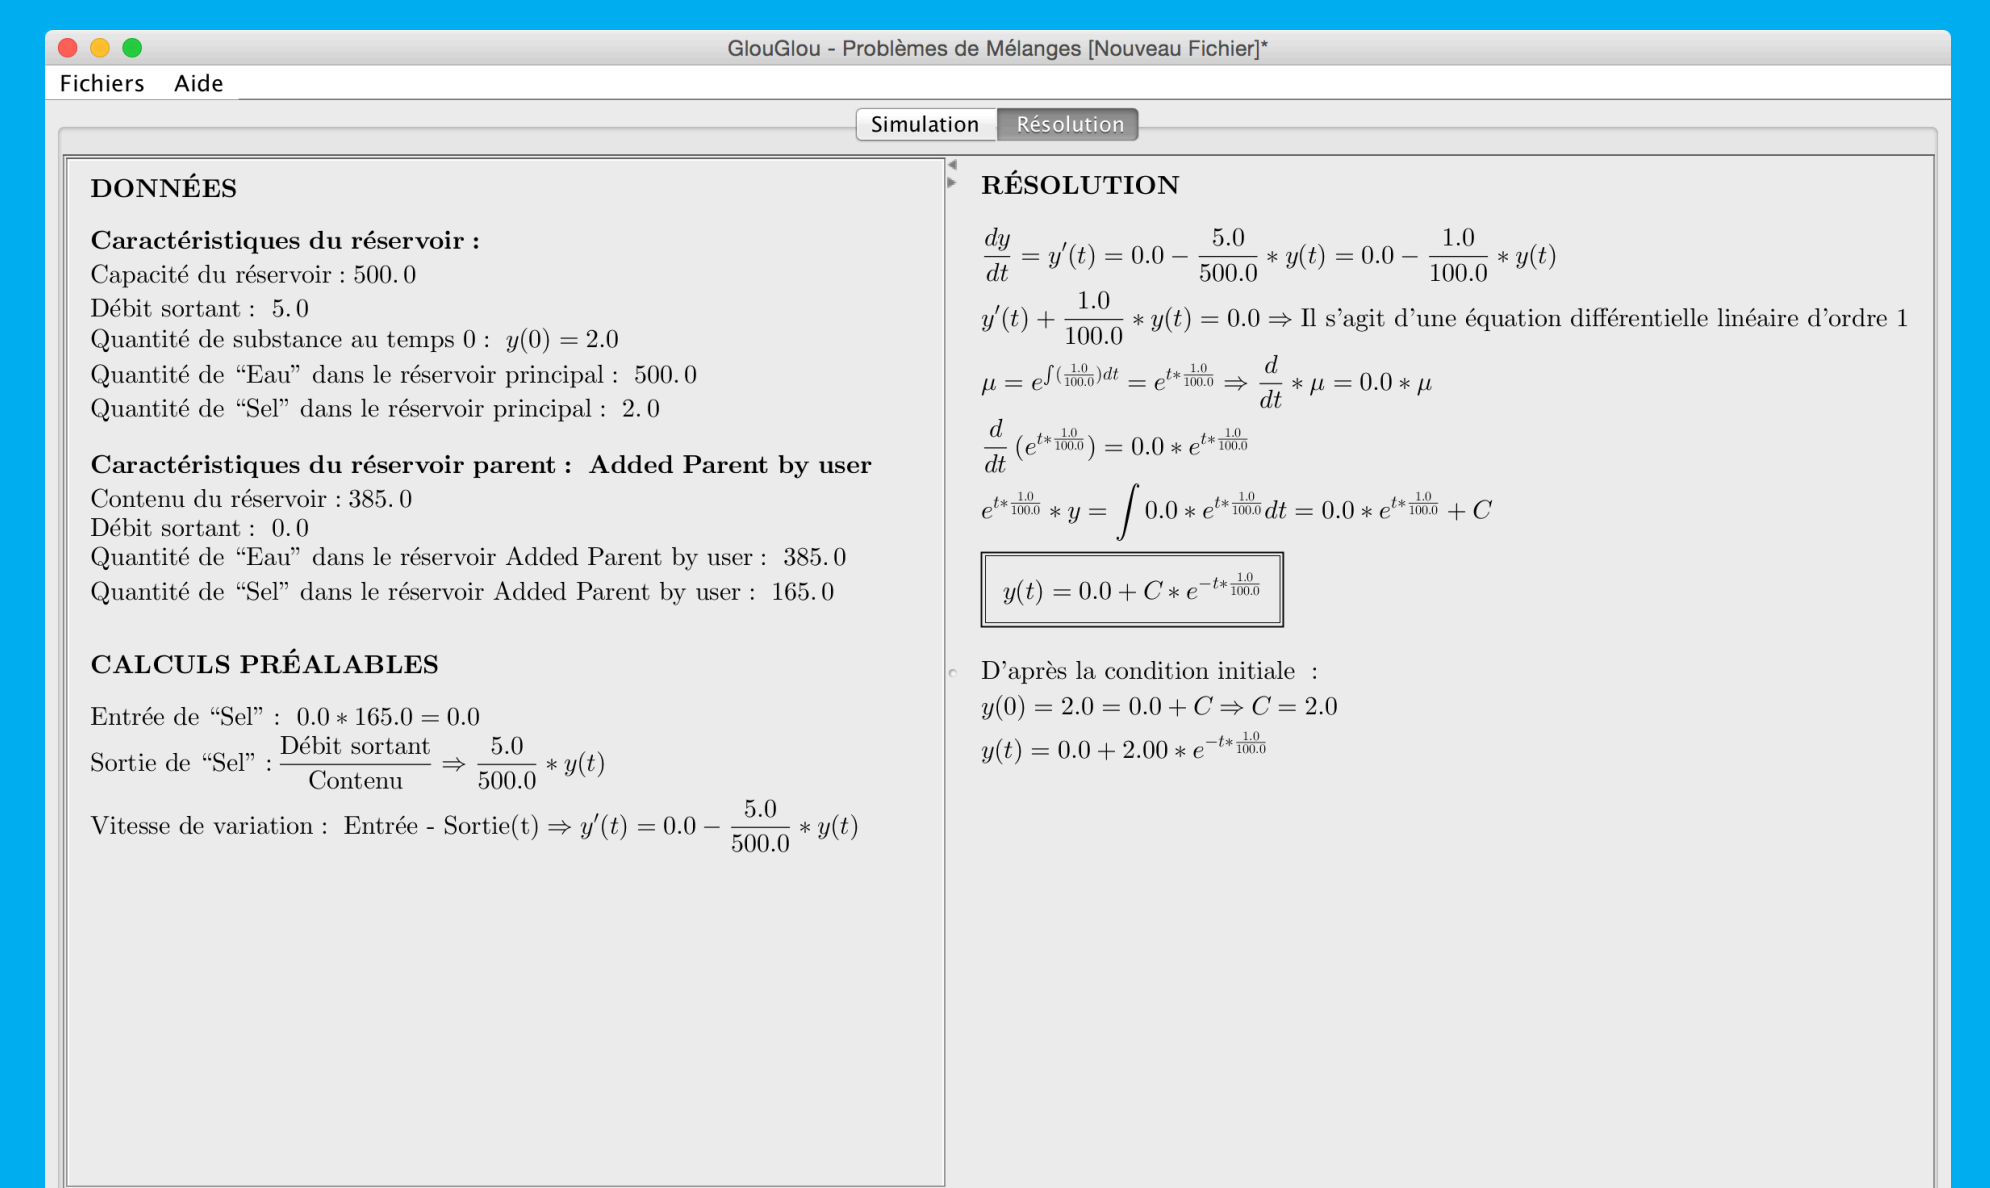 GlouGlou - Problèmes de Mélanges [Nouveau Fichier]*
Fichiers Aide
Simulation Résolution
DONNÉES
Caractéristiques du réservoir :
Capacité du réservoir : 500.0
Débit sortant : 5.0
Quantité de substance au temps 0 : y(0) = 2.0
Quantité de “Eau” dans le réservoir principal : 500.0
Quantité de “Sel” dans le réservoir principal : 2.0
Caractéristiques du réservoir parent : Added Parent by user
Contenu du réservoir : 385.0
Débit sortant : 0.0
Quantité de “Eau” dans le réservoir Added Parent by user : 385.0
Quantité de “Sel” dans le réservoir Added Parent by user : 165.0
CALCULS PRÉALABLES
Entrée de “Sel” : 0.0 ∗ 165.0 = 0.0
Sortie de “Sel” : Débit sortant/Contenu ⇒ 5.0/500.0 ∗ y(t)
Vitesse de variation : Entrée - Sortie(t) ⇒ y′(t) = 0.0 − 5.0/500.0 ∗ y(t)
RÉSOLUTION
dy/dt = y′(t) = 0.0 − 5.0/500.0 ∗ y(t) = 0.0 − 1.0/100.0 ∗ y(t)
y′(t) + 1.0/100.0 ∗ y(t) = 0.0 ⇒ Il s’agit d’une équation différentielle linéaire d’ordre 1
μ = e^{∫(1.0/100.0)dt} = e^{t∗1.0/100.0} ⇒ d/dt ∗ μ = 0.0 ∗ μ
d/dt (e^{t∗1.0/100.0}) = 0.0 ∗ e^{t∗1.0/100.0}
e^{t∗1.0/100.0} ∗ y = ∫ 0.0 ∗ e^{t∗1.0/100.0} dt = 0.0 ∗ e^{t∗1.0/100.0} + C
y(t) = 0.0 + C ∗ e^{−t∗1.0/100.0}
D’après la condition initiale :
y(0) = 2.0 = 0.0 + C ⇒ C = 2.0
y(t) = 0.0 + 2.00 ∗ e^{−t∗1.0/100.0}